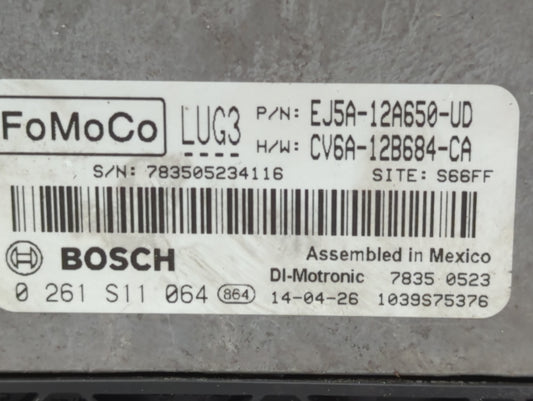 FoMoCo LUG3 P/N: EJ5A-12A650-UD
H/W: CV6A-12B684-CA
S/N: 783505234116 SITE: S66FF
BOSCH Assembled in Mexico
DI-Motronic 7835 0523
0 261 S11 064 864 14-04-26 1039S75376